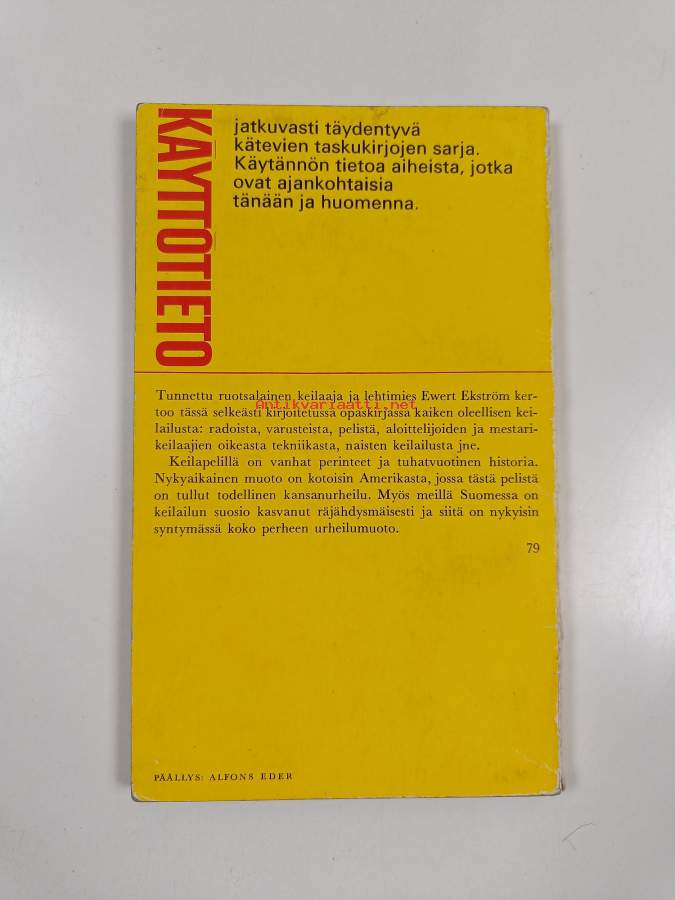 KÄYTTÖTIETO
jatkuvasti täydentyvä
kätevien taskukirjojen sarja.
Käytännön tietoa aiheista, jotka
ovat ajankohtaisia
tänään ja huomenna.
Tunnettu ruotsalainen keilaaja ja lehtimies Ewert Ekström ker-
too tässä selkeästi kirjoitetussa opaskirjassa kaiken oleellisen kei-
lailusta: radoista, varusteista, pelistä, aloittelijoiden ja mestari-
keilaajien oikeasta tekniikasta, naisten keilailusta jne.
Keilapelillä on vanhat perinteet ja tuhatvuotinen historia.
Nykyaikainen muoto on kotoisin Amerikasta, jossa tästä pelistä
on tullut todellinen kansanurheilu. Myös meillä Suomessa on
keilailun suosio kasvanut räjähdysmäisesti ja siitä on nykyisin
syntymässä koko perheen urheilumuoto.
79
PÄÄLLYS: ALFONS EDER
Antikvariaatti.net